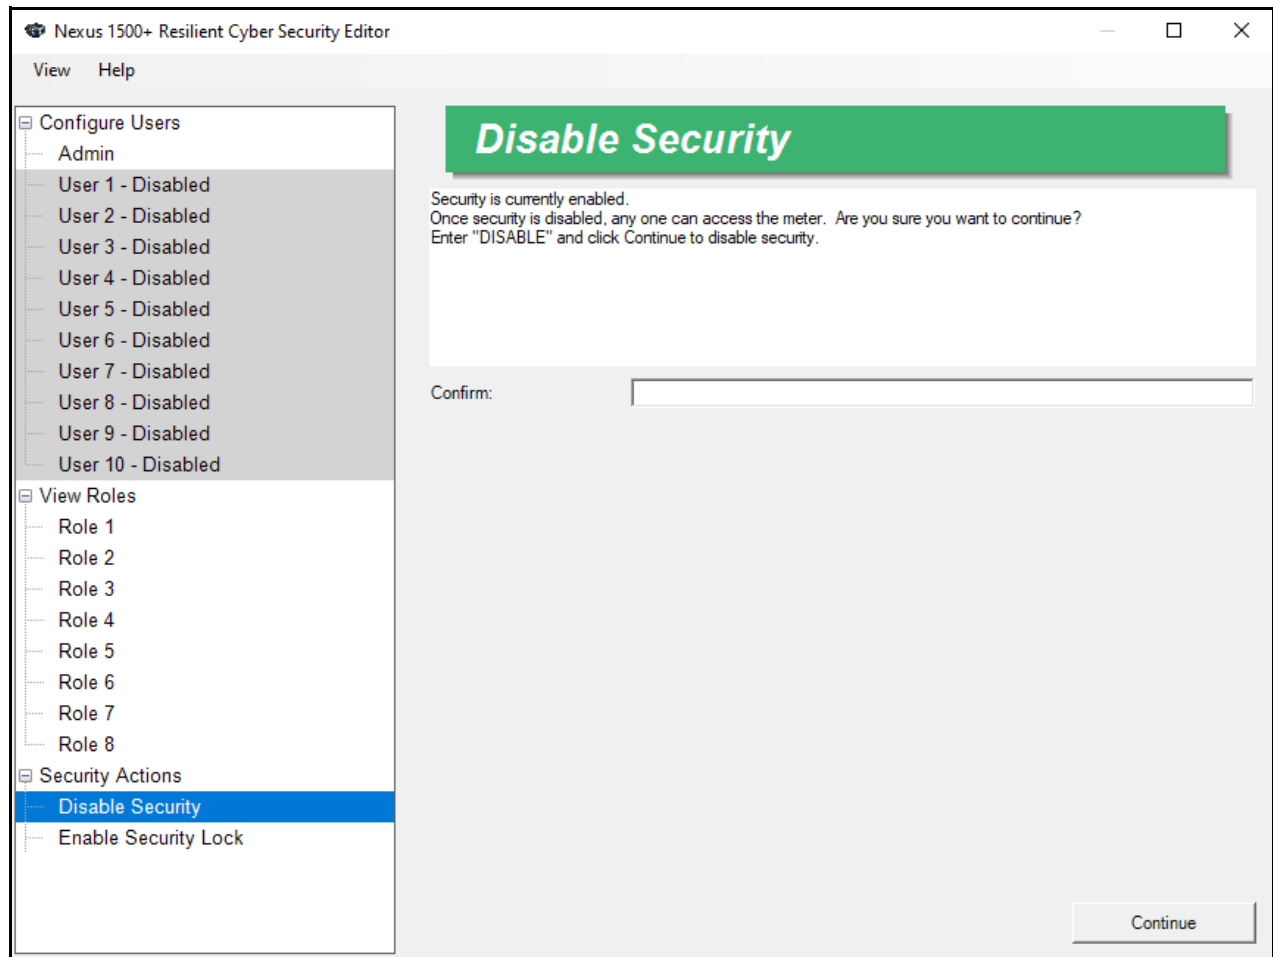 Nexus 1500+ Resilient Cyber Security Editor
View Help
Configure Users
Admin
User 1 - Disabled
User 2 - Disabled
User 3 - Disabled
User 4 - Disabled
User 5 - Disabled
User 6 - Disabled
User 7 - Disabled
User 8 - Disabled
User 9 - Disabled
User 10 - Disabled
View Roles
Role 1
Role 2
Role 3
Role 4
Role 5
Role 6
Role 7
Role 8
Security Actions
Disable Security
Enable Security Lock
Disable Security
Security is currently enabled.
Once security is disabled, any one can access the meter. Are you sure you want to continue?
Enter "DISABLE" and click Continue to disable security.
Confirm:
Continue